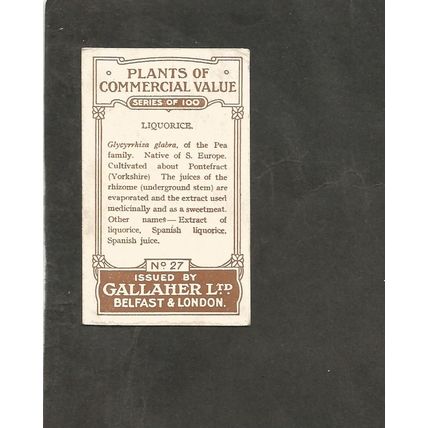 PLANTS OF
COMMERCIAL VALUE
SERIES OF 100
LIQUORICE.
Glycyrrhiza glabra, of the Pea
family. Native of S. Europe.
Cultivated about Pontefract
(Yorkshire) The juices of the
rhizome (underground stem) are
evaporated and the extract used
medicinally and as a sweetmeat.
Other names—Extract of
liquorice, Spanish liquorice,
Spanish juice.
No 27
ISSUED BY
GALLAHER LTD
BELFAST & LONDON.